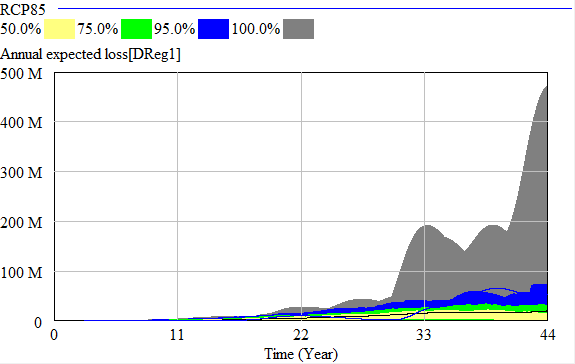 RCP85
50.0% 75.0% 95.0% 100.0%
Annual expected loss[DReg1]
500 M
400 M
300 M
200 M
100 M
0
0 11 22 33 44
Time (Year)